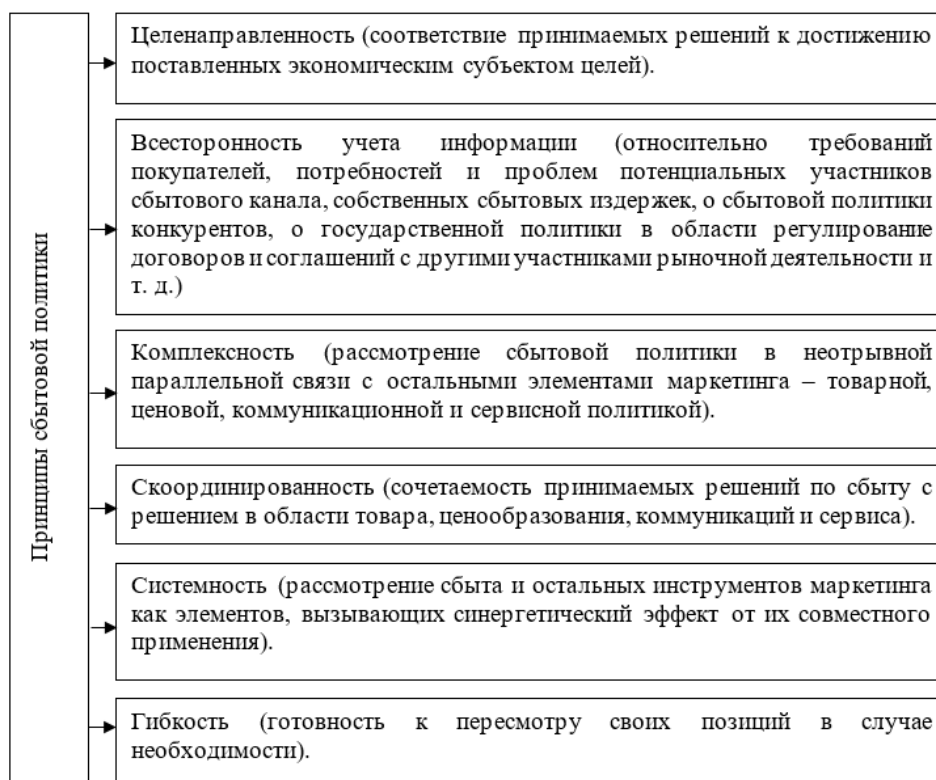 Принципы сбытовой политики
Целенаправленность (соответствие принимаемых решений к достижению
поставленных экономическим субъектом целей).
Всесторонность учета информации (относительно требований
покупателей, потребностей и проблем потенциальных участников
сбытового канала, собственных сбытовых издержек, о сбытовой политики
конкурентов, о государственной политики в области регулирование
договоров и соглашений с другими участниками рыночной деятельности и
т. д.)
Комплексность (рассмотрение сбытовой политики в неотрывной
параллельной связи с остальными элементами маркетинга – товарной,
ценовой, коммуникационной и сервисной политикой).
Скоординированность (сочетаемость принимаемых решений по сбыту с
решением в области товара, ценообразования, коммуникаций и сервиса).
Системность (рассмотрение сбыта и остальных инструментов маркетинга
как элементов, вызывающих синергетический эффект от их совместного
применения).
Гибкость (готовность к пересмотру своих позиций в случае
необходимости).